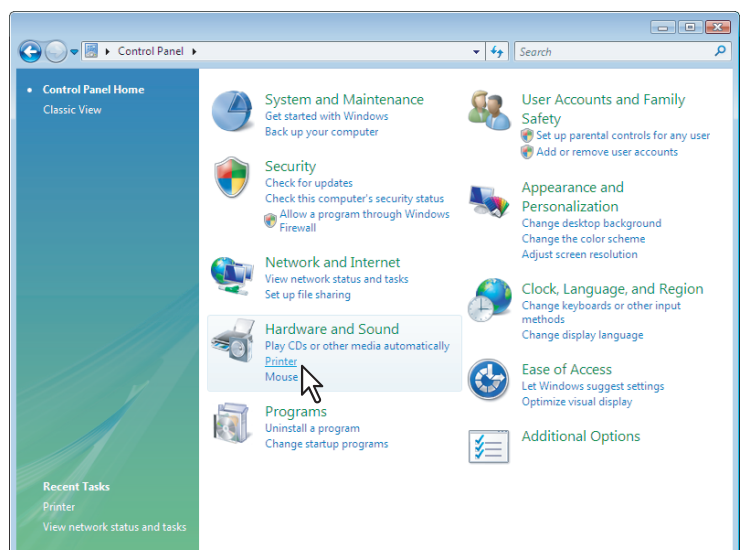 Control Panel
Search
Control Panel Home
Classic View
System and Maintenance
Get started with Windows
Back up your computer
Security
Check for updates
Check this computer's security status
Allow a program through Windows
Firewall
Network and Internet
View network status and tasks
Set up file sharing
Hardware and Sound
Play CDs or other media automatically
Printer
Mouse
Programs
Uninstall a program
Change startup programs
User Accounts and Family
Safety
Set up parental controls for any user
Add or remove user accounts
Appearance and
Personalization
Change desktop background
Change the color scheme
Adjust screen resolution
Clock, Language, and Region
Change keyboards or other input
methods
Change display language
Ease of Access
Let Windows suggest settings
Optimize visual display
Additional Options
Recent Tasks
Printer
View network status and tasks